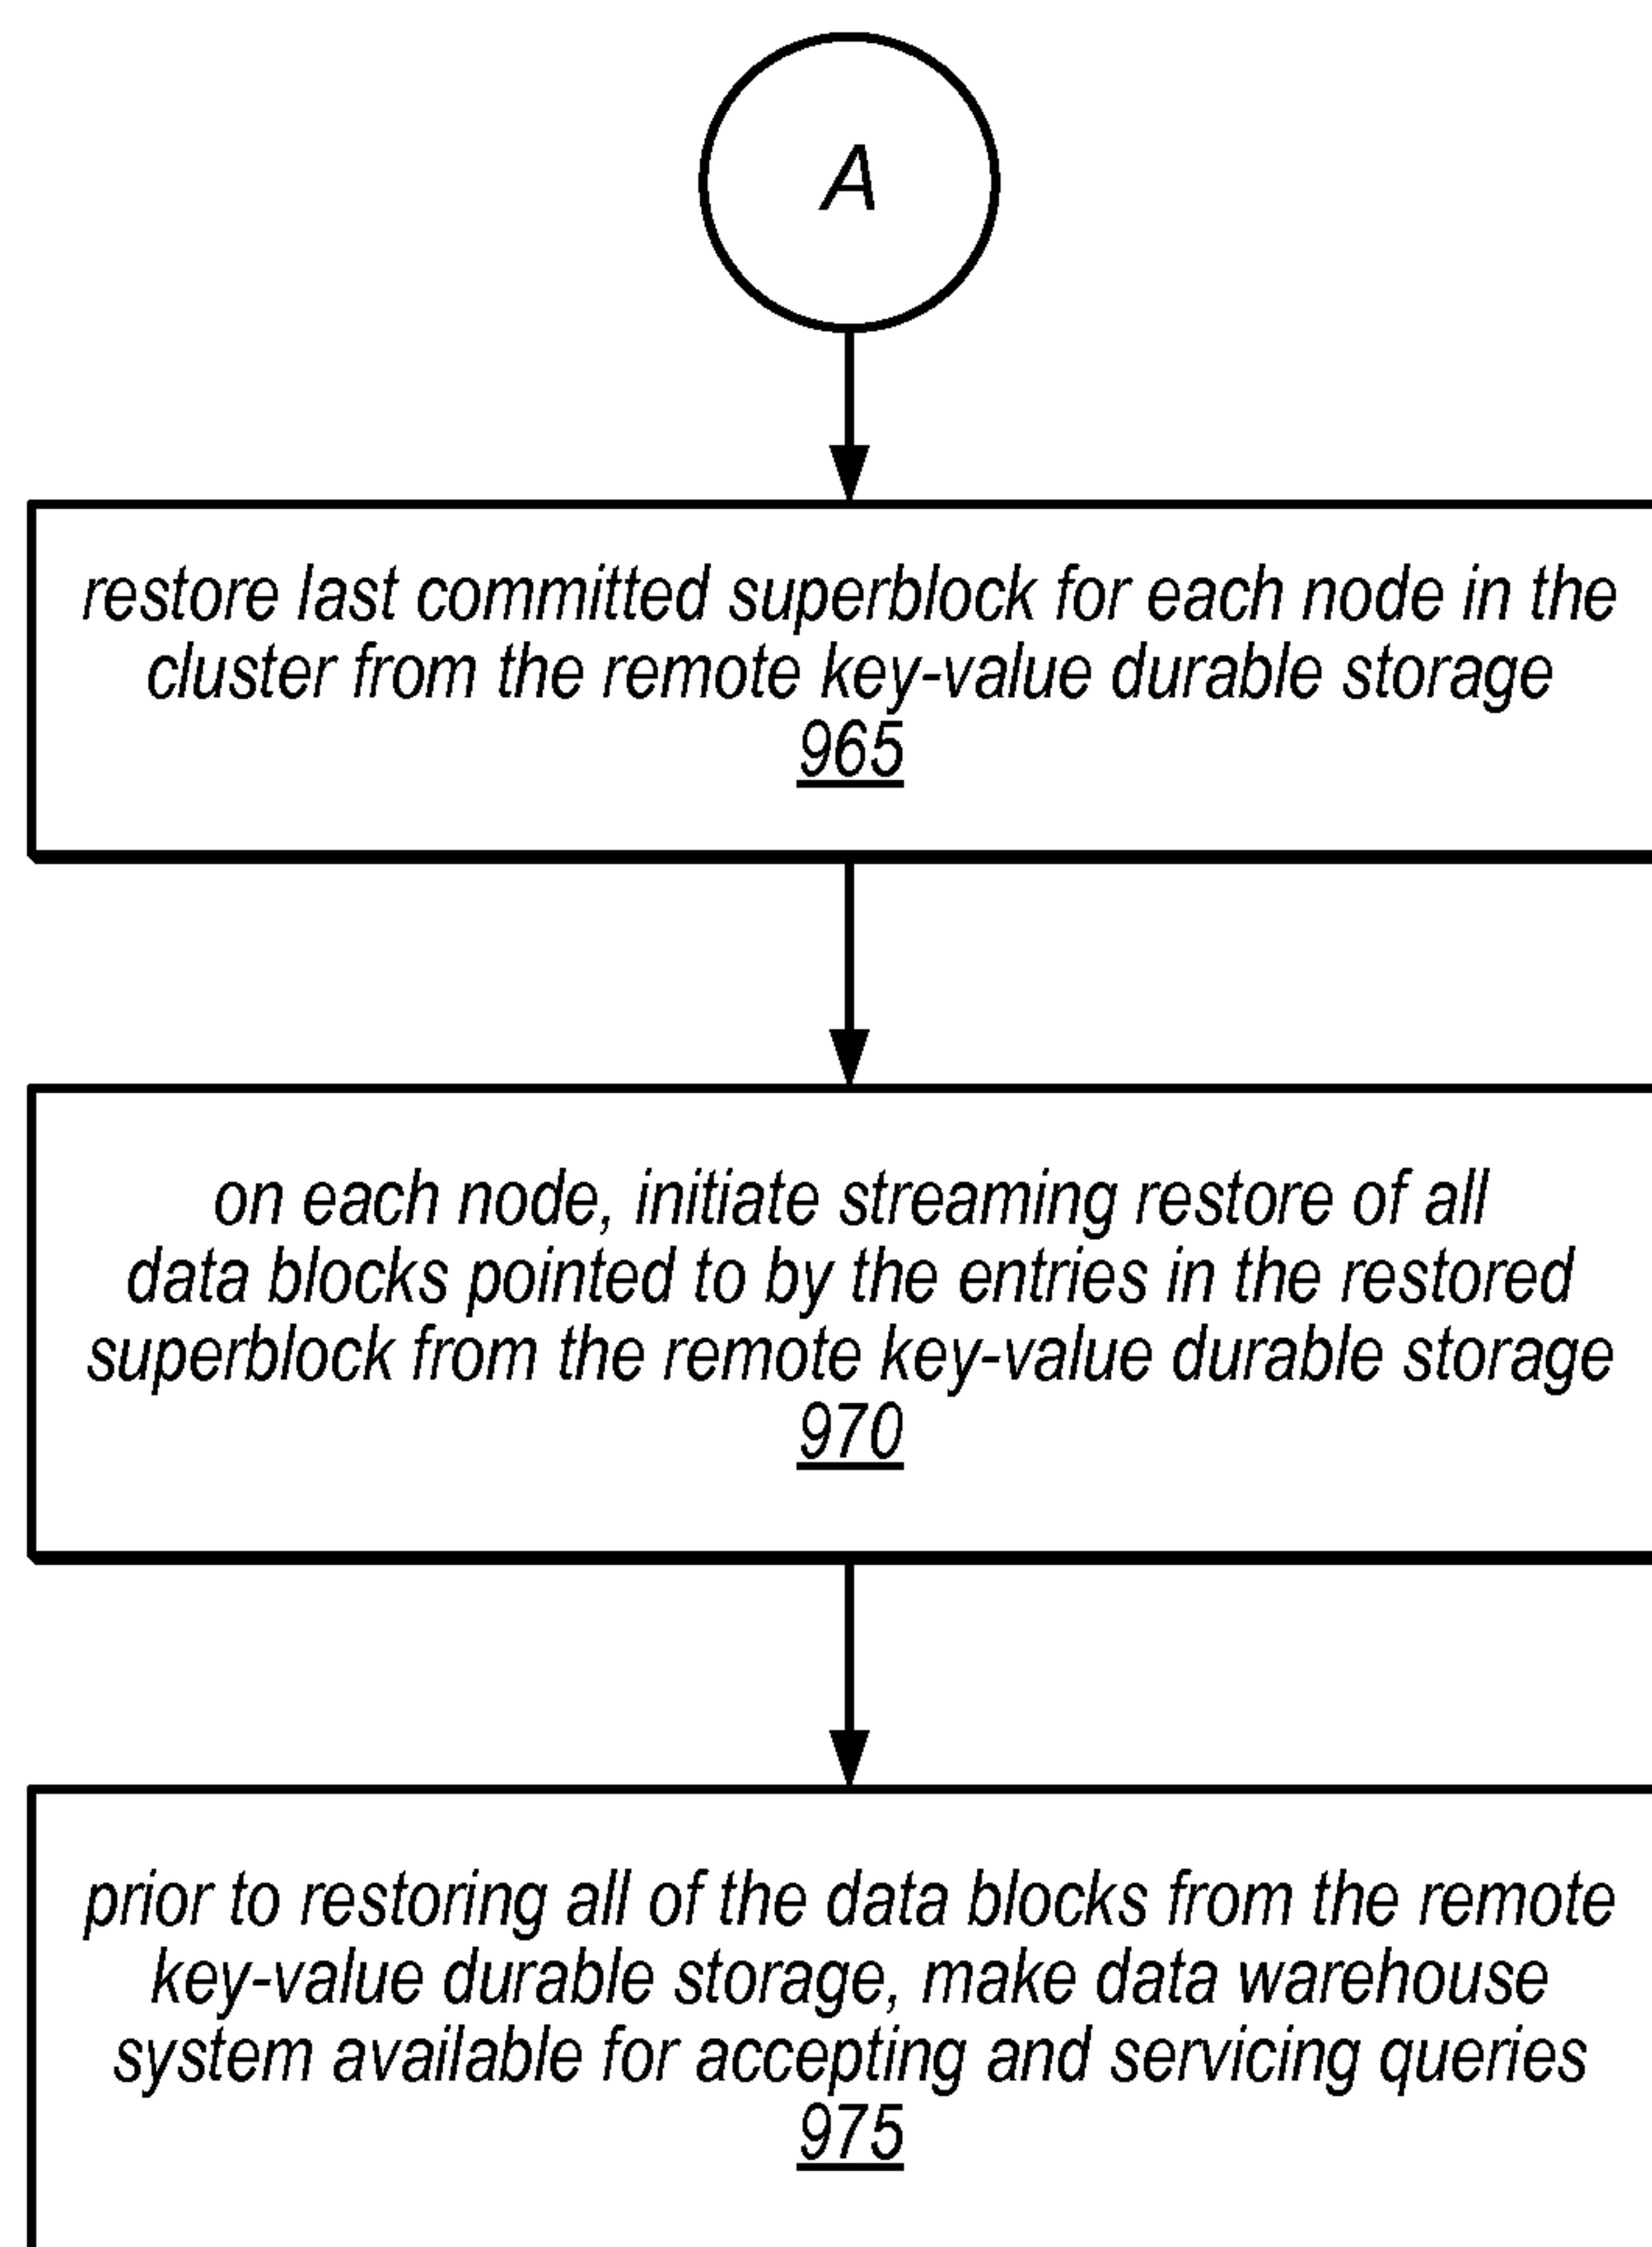 A
restore last committed superblock for each node in the
cluster from the remote key-value durable storage
965
on each node, initiate streaming restore of all
data blocks pointed to by the entries in the restored
superblock from the remote key-value durable storage
970
prior to restoring all of the data blocks from the remote
key-value durable storage, make data warehouse
system available for accepting and servicing queries
975